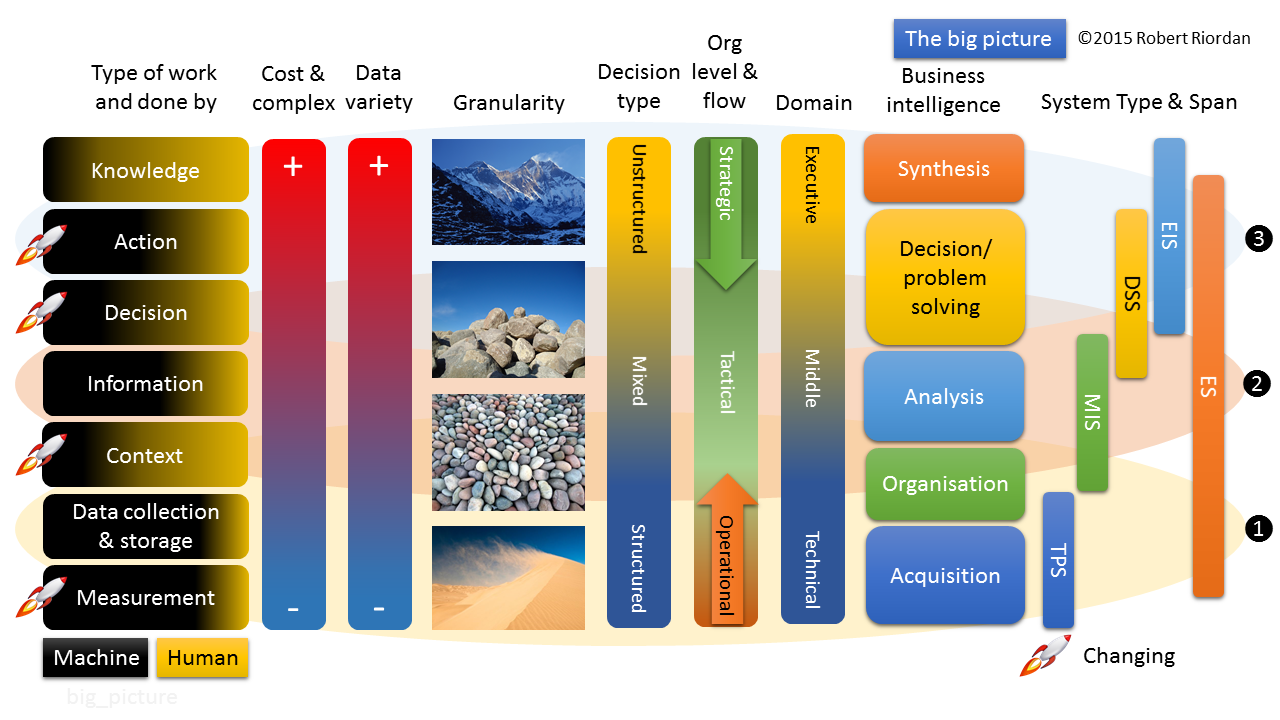 The big picture
©2015 Robert Riordan
Type of work
and done by
Cost &
complex
Data
variety
Granularity
Decision
type
Org
level &
flow
Domain
Business
intelligence
System Type & Span
Knowledge
Action
Decision
Information
Context
Data collection
& storage
Measurement
+
-
+
-
Unstructured
Mixed
Structured
Strategic
Tactical
Operational
Executive
Middle
Technical
Synthesis
Decision/
problem
solving
Analysis
Organisation
Acquisition
TPS
MIS
DSS
EIS
ES
3
2
1
Machine
Human
Changing
big_picture